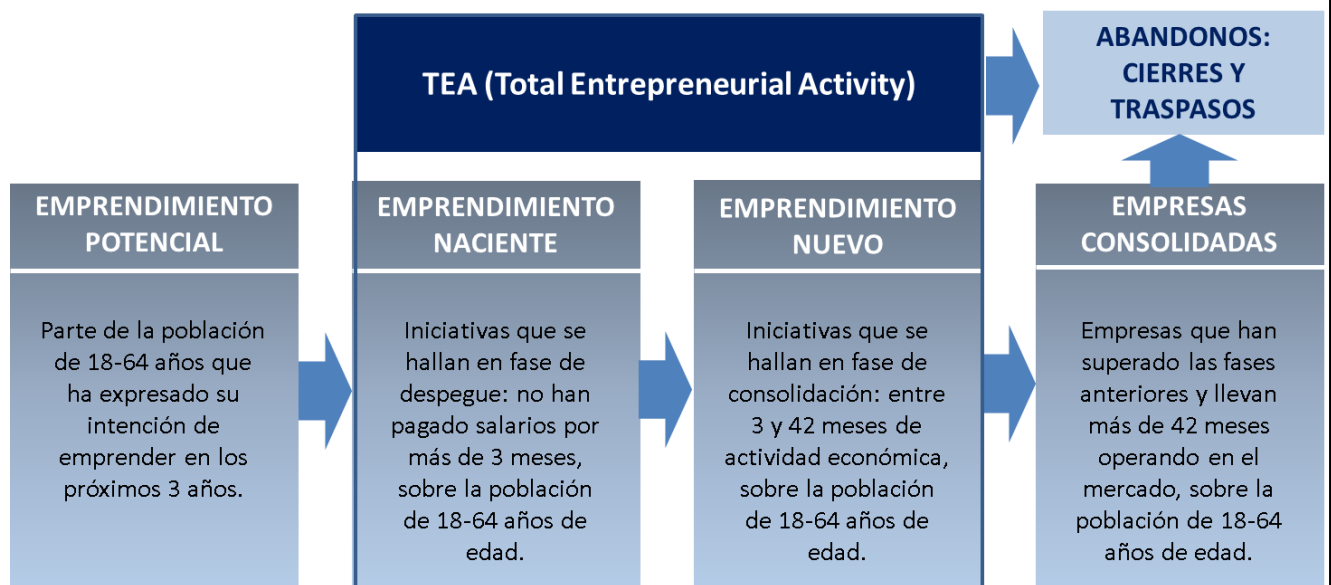 TEA (Total Entrepreneurial Activity)
ABANDONOS:
CIERRES Y
TRASPASOS
EMPRENDIMIENTO
POTENCIAL
Parte de la población
de 18-64 años que
ha expresado su
intención de
emprender en los
próximos 3 años.
EMPRENDIMIENTO
NACIENTE
Iniciativas que se
hallan en fase de
despegue: no han
pagado salarios por
más de 3 meses,
sobre la población
de 18-64 años de
edad.
EMPRENDIMIENTO
NUEVO
Iniciativas que se
hallan en fase de
consolidación: entre
3 y 42 meses de
actividad económica,
sobre la población
de 18-64 años de
edad.
EMPRESAS
CONSOLIDADAS
Empresas que han
superado las fases
anteriores y llevan
más de 42 meses
operando en el
mercado, sobre la
población de 18-64
años de edad.